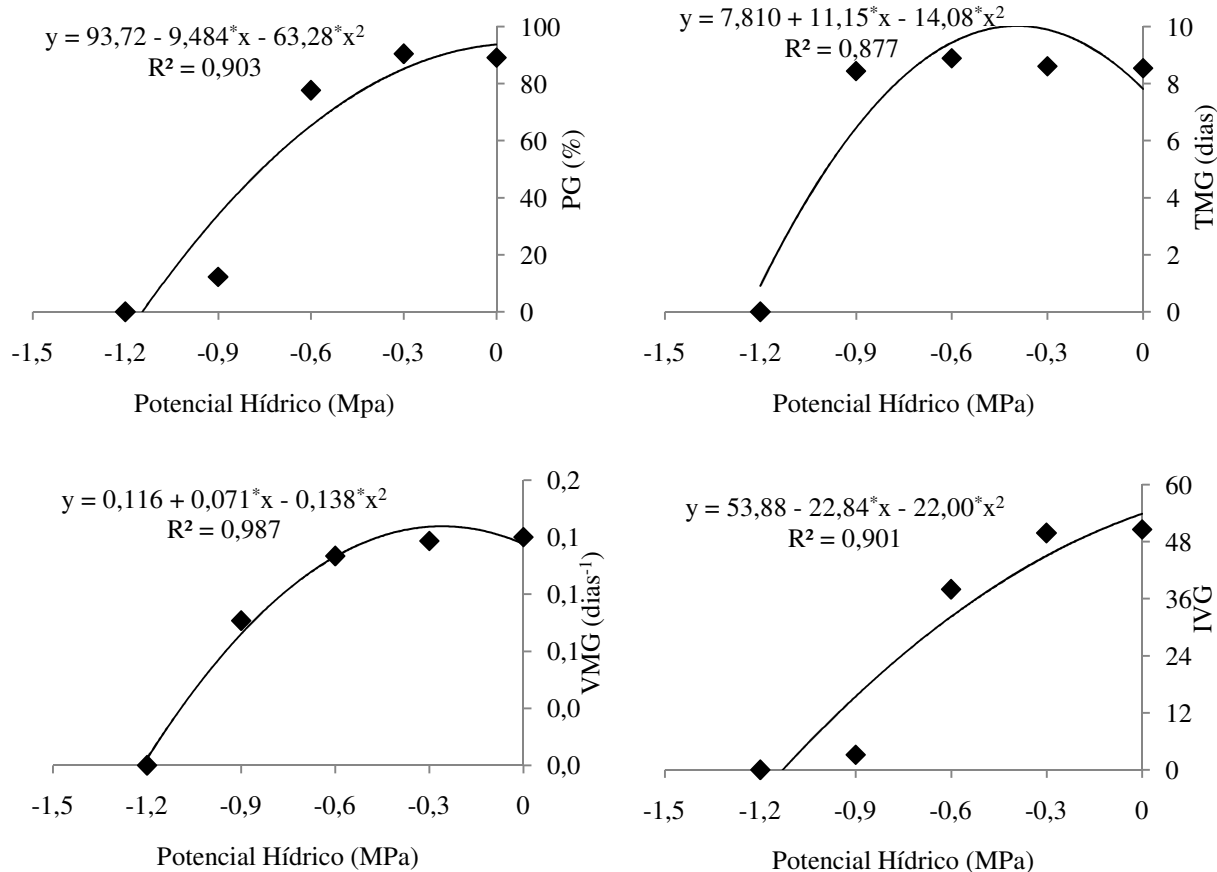 y = 93,72 - 9,484*x - 63,28*x²
R² = 0,903
100
80
60
40
20
0
PG (%)
-1,5 -1,2 -0,9 -0,6 -0,3 0
Potencial Hídrico (Mpa)
y = 7,810 + 11,15*x - 14,08*x²
R² = 0,877
10
8
6
4
2
0
TMG (dias)
-1,5 -1,2 -0,9 -0,6 -0,3 0
Potencial Hídrico (MPa)
y = 0,116 + 0,071*x - 0,138*x²
R² = 0,987
0,2
0,1
0,1
0,1
0,0
0,0
VMG (dias⁻¹)
-1,5 -1,2 -0,9 -0,6 -0,3 0
Potencial Hídrico (MPa)
y = 53,88 - 22,84*x - 22,00*x²
R² = 0,901
60
48
36
24
12
0
IVG
-1,5 -1,2 -0,9 -0,6 -0,3 0
Potencial Hídrico (MPa)